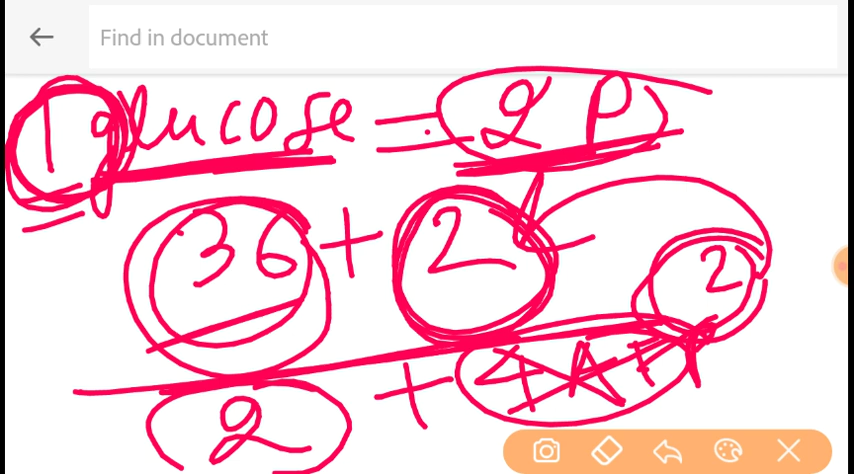 Find in document
1 glucose = 2 P
36 + 2 - 2
2 + 4 ATP